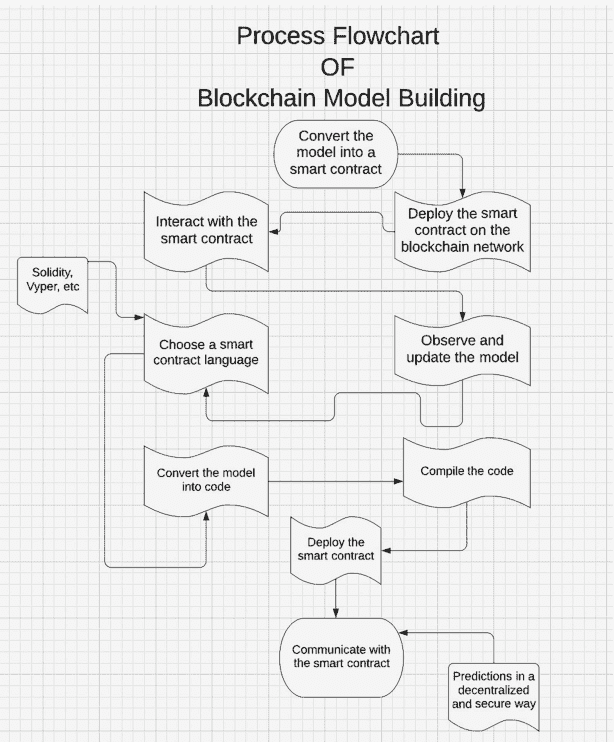 Process Flowchart
OF
Blockchain Model Building
Convert the
model into a
smart contract
Deploy the smart
contract on the
blockchain network
Interact with the
smart contract
Observe and
update the model
Solidity,
Vyper, etc
Choose a smart
contract language
Convert the model
into code
Compile the code
Deploy the
smart contract
Communicate with
the smart contract
Predictions in a
decentralized
and secure way